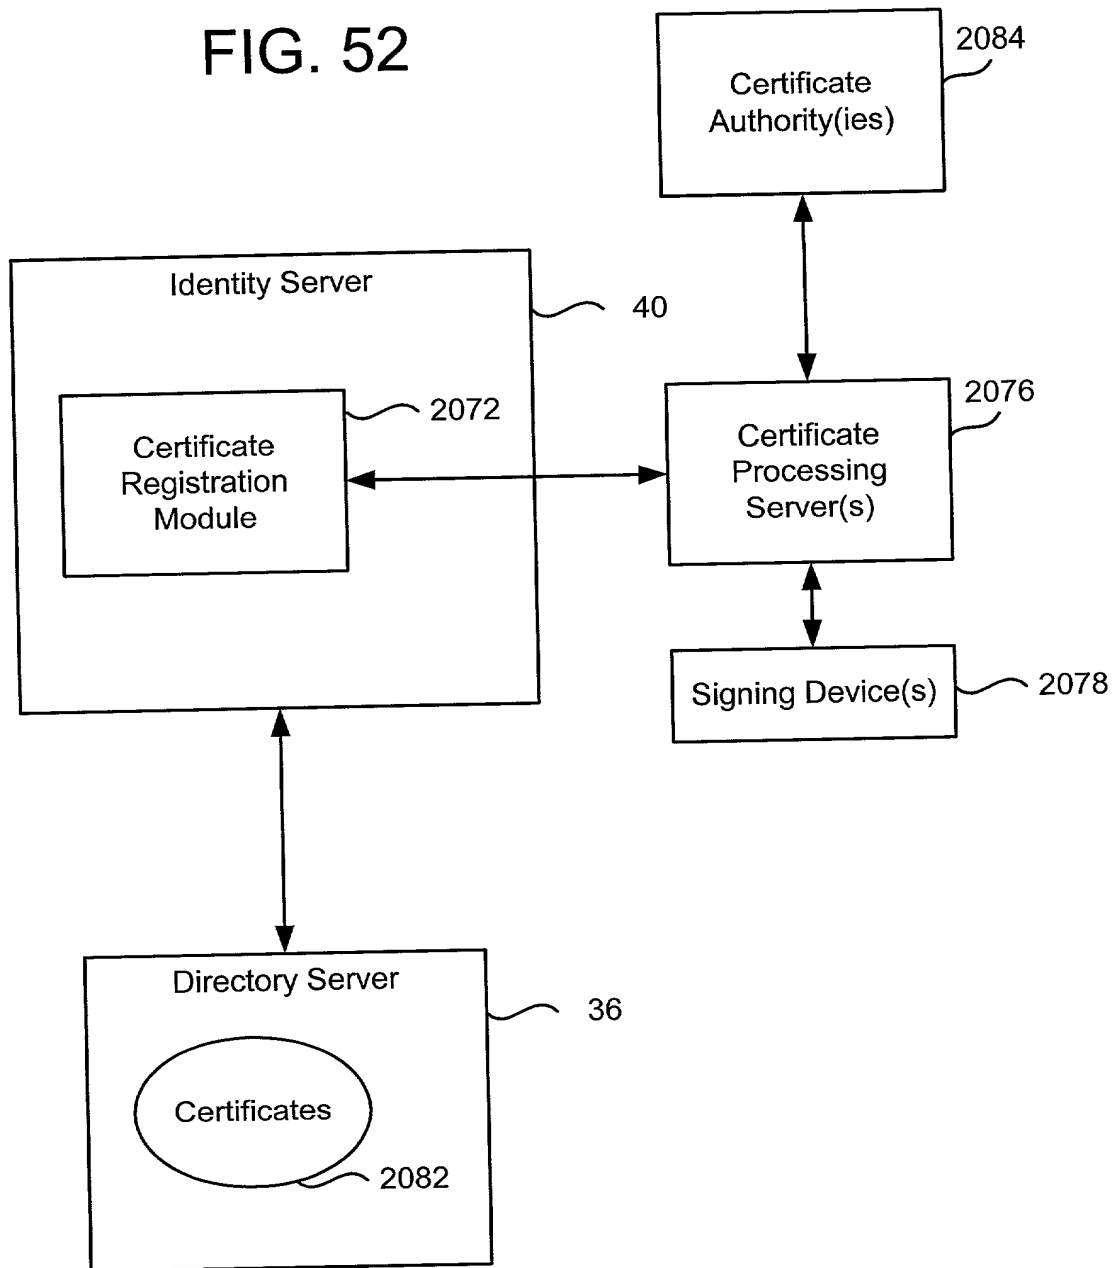 FIG. 52
2084
Certificate
Authority(ies)
Identity Server
40
2076
2072
Certificate
Registration
Module
Certificate
Processing
Server(s)
Signing Device(s)
2078
Directory Server
36
Certificates
2082